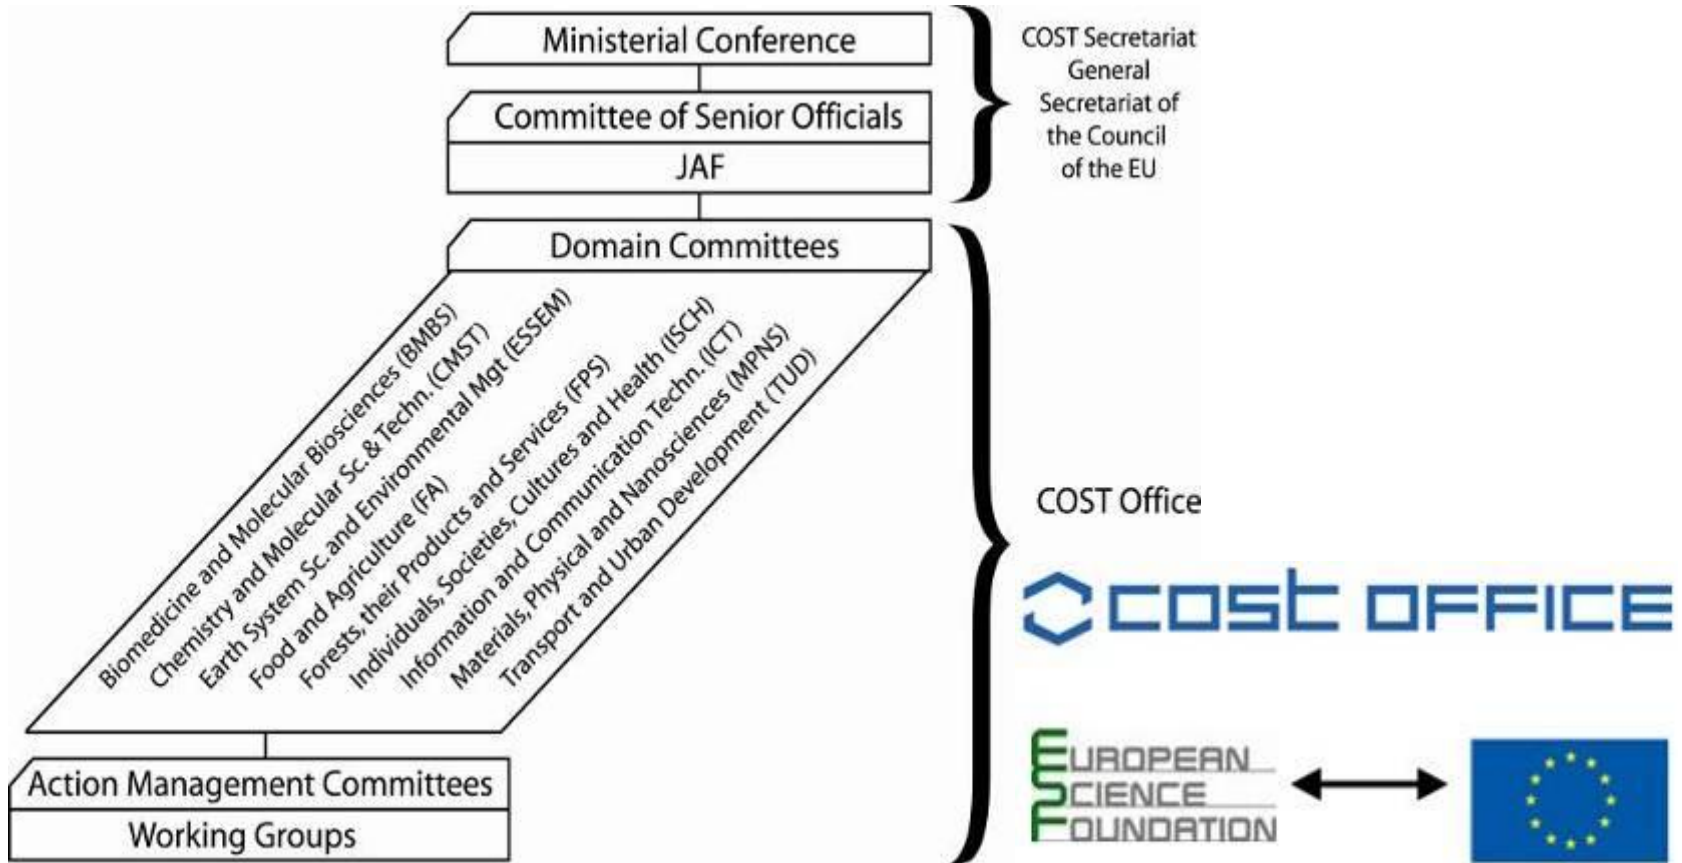 Ministerial Conference
Committee of Senior Officials
JAF
COST Secretariat
General
Secretariat of
the Council
of the EU
Domain Committees
Biomedicine and Molecular Biosciences (BMBS)
Chemistry and Molecular Sc. & Techn. (CMST)
Earth System Sc. and Environmental Mgt (ESSEM)
Food and Agriculture (FA)
Forests, their Products and Services (FPS)
Individuals, Societies, Cultures and Health (ISCH)
Information and Communication Techn. (ICT)
Materials, Physical and Nanosciences (MPNS)
Transport and Urban Development (TUD)
Action Management Committees
Working Groups
COST Office
cost OFFICE
EUROPEAN
SCIENCE
FOUNDATION